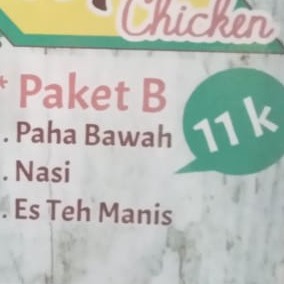 Chicken
* Paket B
. Paha Bawah
11 k
. Nasi
. Es Teh Manis